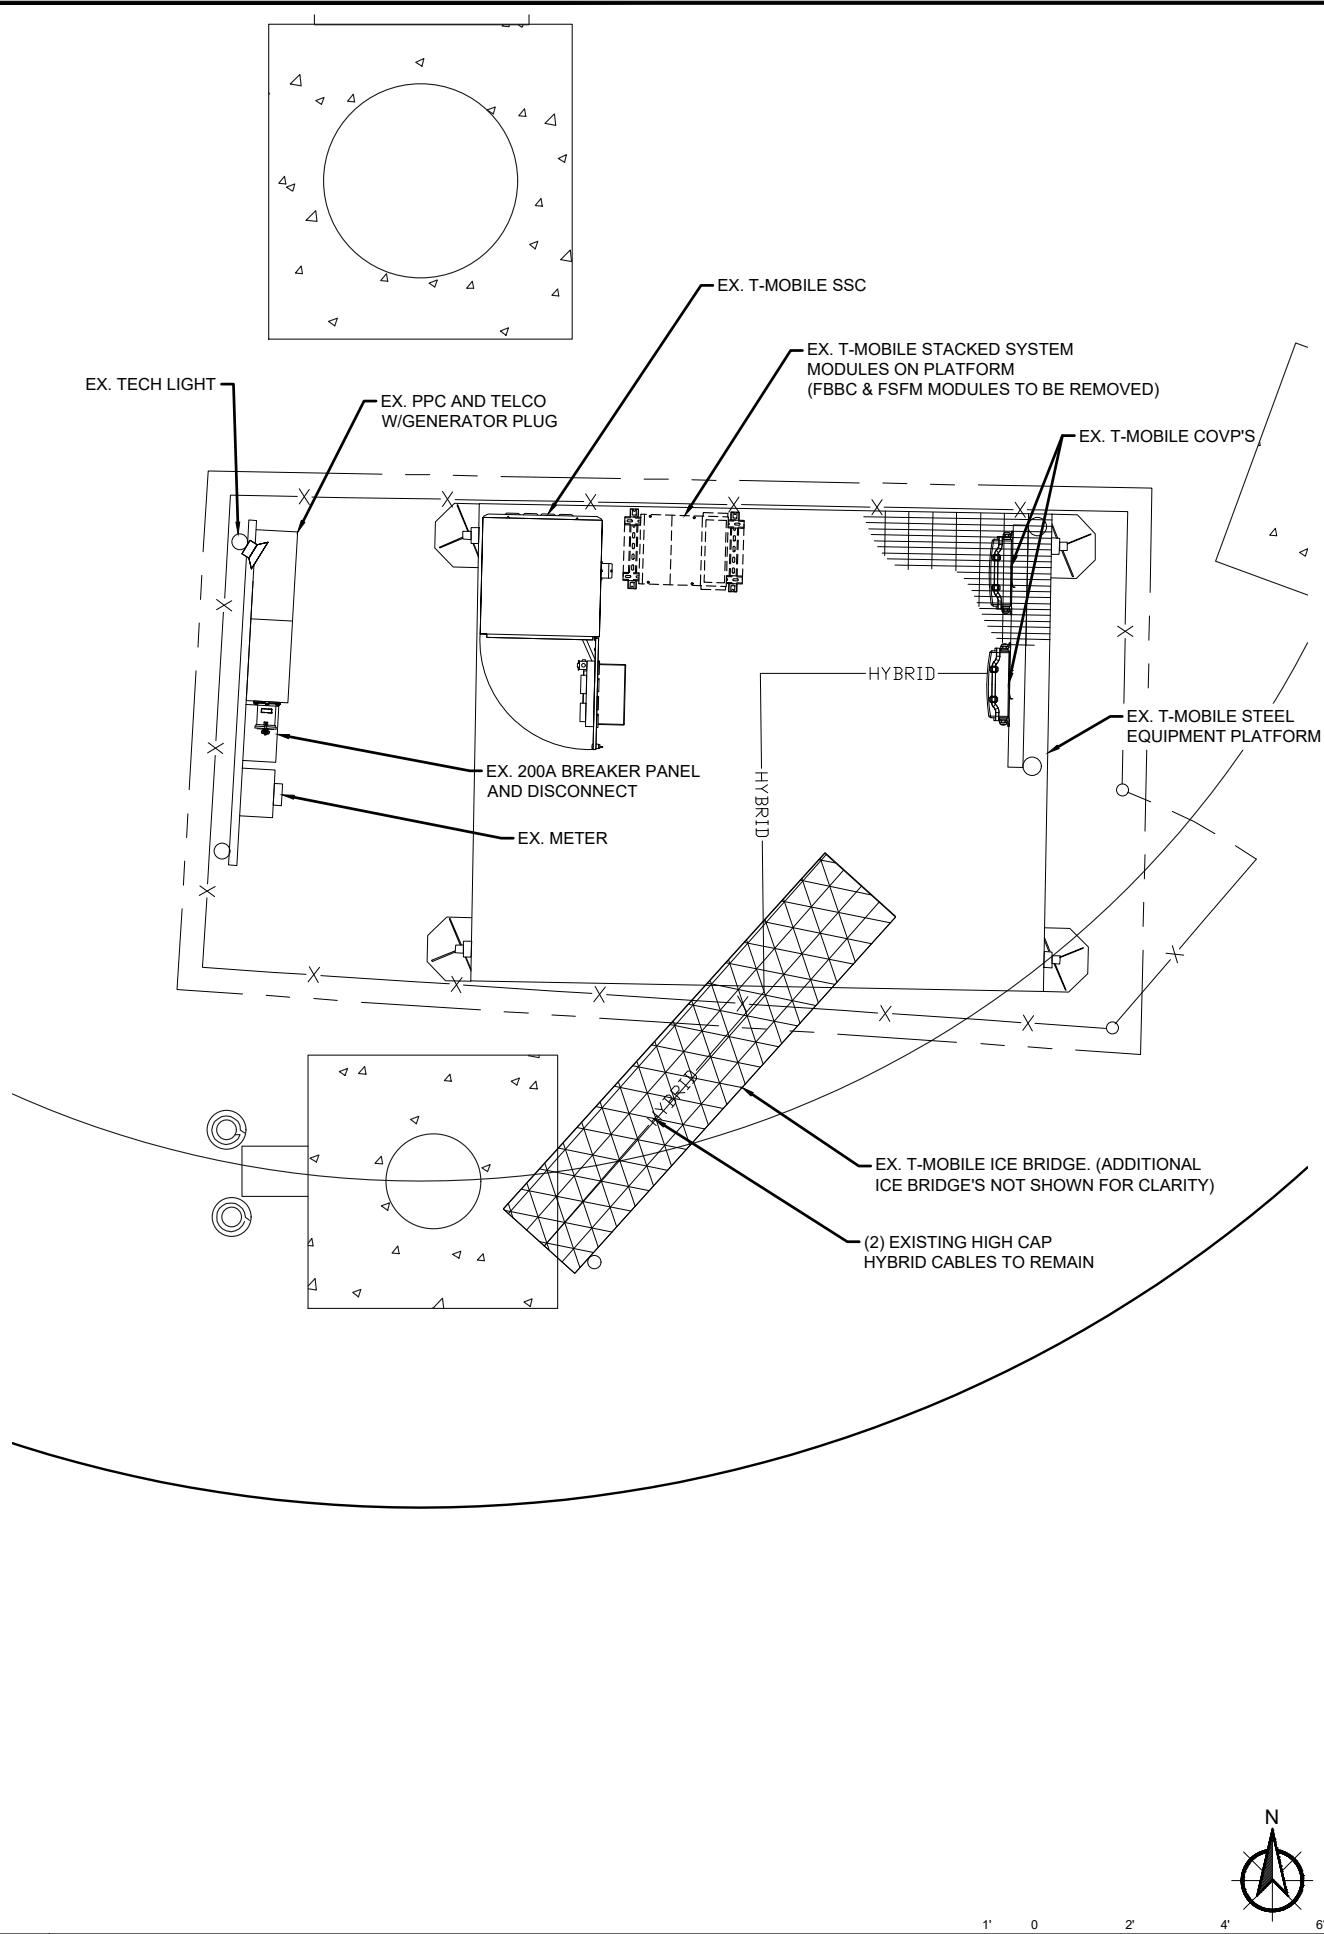 EX. T-MOBILE SSC
EX. T-MOBILE STACKED SYSTEM
MODULES ON PLATFORM
(FBBC & FSFM MODULES TO BE REMOVED)
EX. TECH LIGHT
EX. PPC AND TELCO
W/GENERATOR PLUG
EX. T-MOBILE COVP'S
HYBRID
EX. T-MOBILE STEEL
EQUIPMENT PLATFORM
EX. 200A BREAKER PANEL
AND DISCONNECT
HYBRID
EX. METER
HYBRID
EX. T-MOBILE ICE BRIDGE. (ADDITIONAL
ICE BRIDGE'S NOT SHOWN FOR CLARITY)
(2) EXISTING HIGH CAP
HYBRID CABLES TO REMAIN
N
1' 0 2' 4' 6'